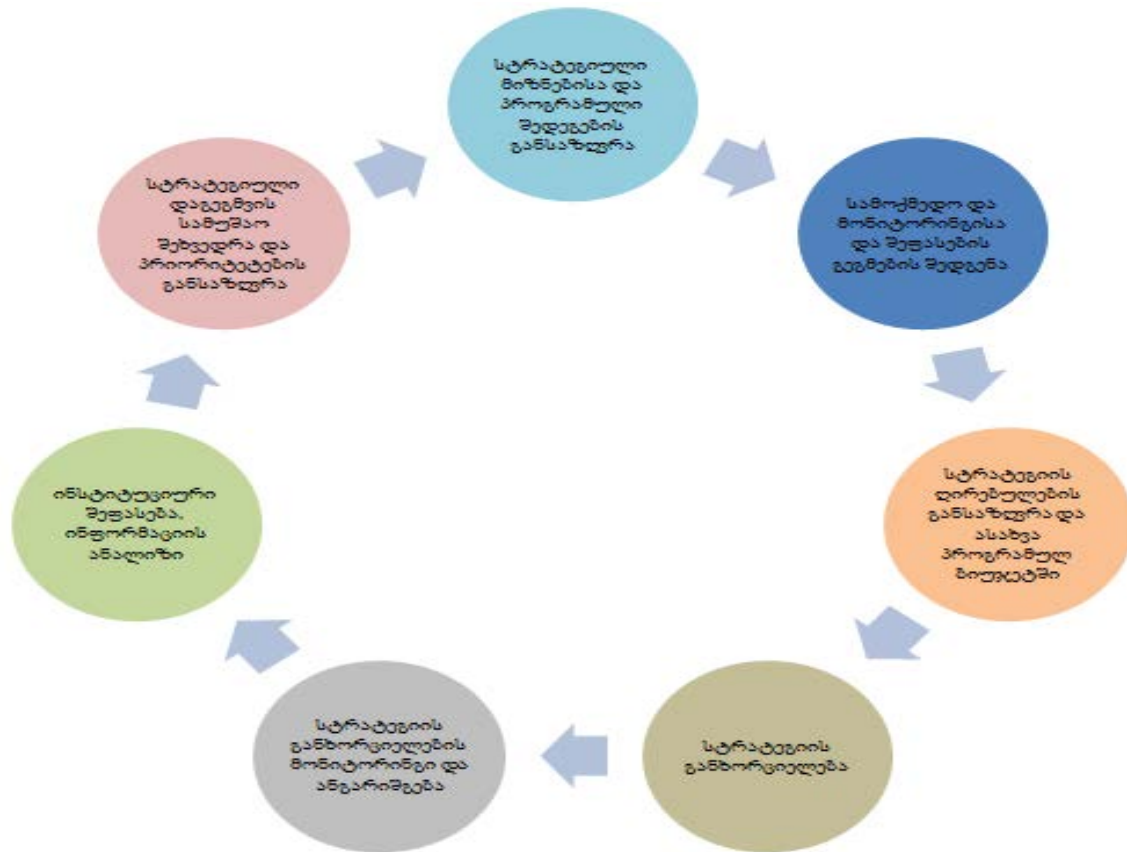 სტრატეგიული
მიზნებისა და
პროგრამული
შედეგების
განსაზღვრა
სამოქმედო და
მონიტორინგისა
და შეფასების
გეგმების შედგენა
სტრატეგიის
ღირებულების
განსაზღვრა და
ასახვა
პროგრამულ
ბიუჯეტში
სტრატეგიის
განხორციელება
სტრატეგიის
განხორციელების
მონიტორინგი და
ანგარიშგება
ინსტიტუციური
შეფასება,
ინფორმაციის
ანალიზი
სტრატეგიული
დაგეგმვის
სამუშაო
შეხვედრა და
პრიორიტეტების
განსაზღვრა